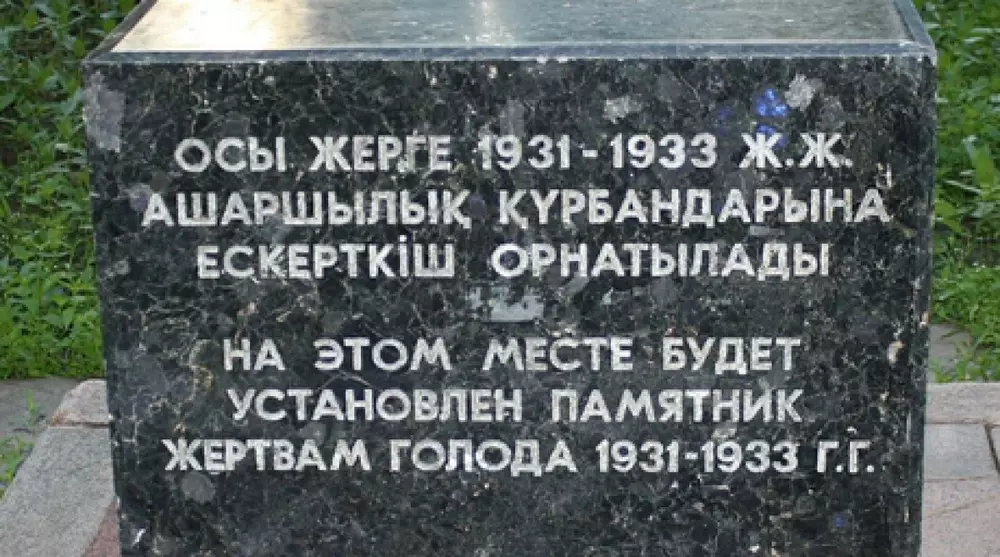 ОСЫ ЖЕРГЕ 1931-1933 Ж.Ж.
АШАРШЫЛЫҚ ҚҰРБАНДАРЫНА
ЕСКЕРТКІШ ОРНАТЫЛАДЫ
НА ЭТОМ МЕСТЕ БУДЕТ
УСТАНОВЛЕН ПАМЯТНИК
ЖЕРТВАМ ГОЛОДА 1931-1933 Г.Г.